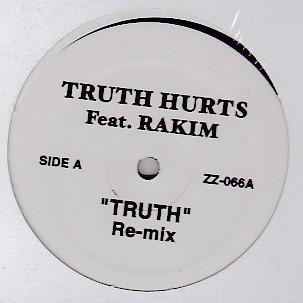 TRUTH HURTS
Feat. RAKIM
SIDE A
ZZ-066A
"TRUTH"
Re-mix